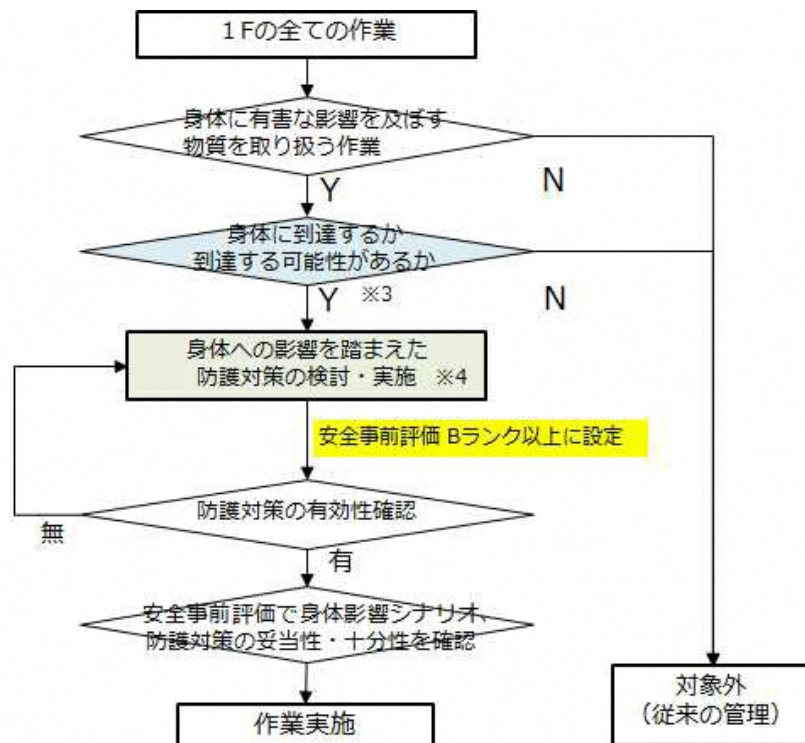 1Fの全ての作業
身体に有害な影響を及ぼす
物質を取り扱う作業
Y
N
身体に到達するか
到達する可能性があるか
Y ※3
N
身体への影響を踏まえた
防護対策の検討・実施 ※4
安全事前評価 Bランク以上に設定
防護対策の有効性確認
無
有
安全事前評価で身体影響シナリオ、
防護対策の妥当性・十分性を確認
対象外
（従来の管理）
作業実施